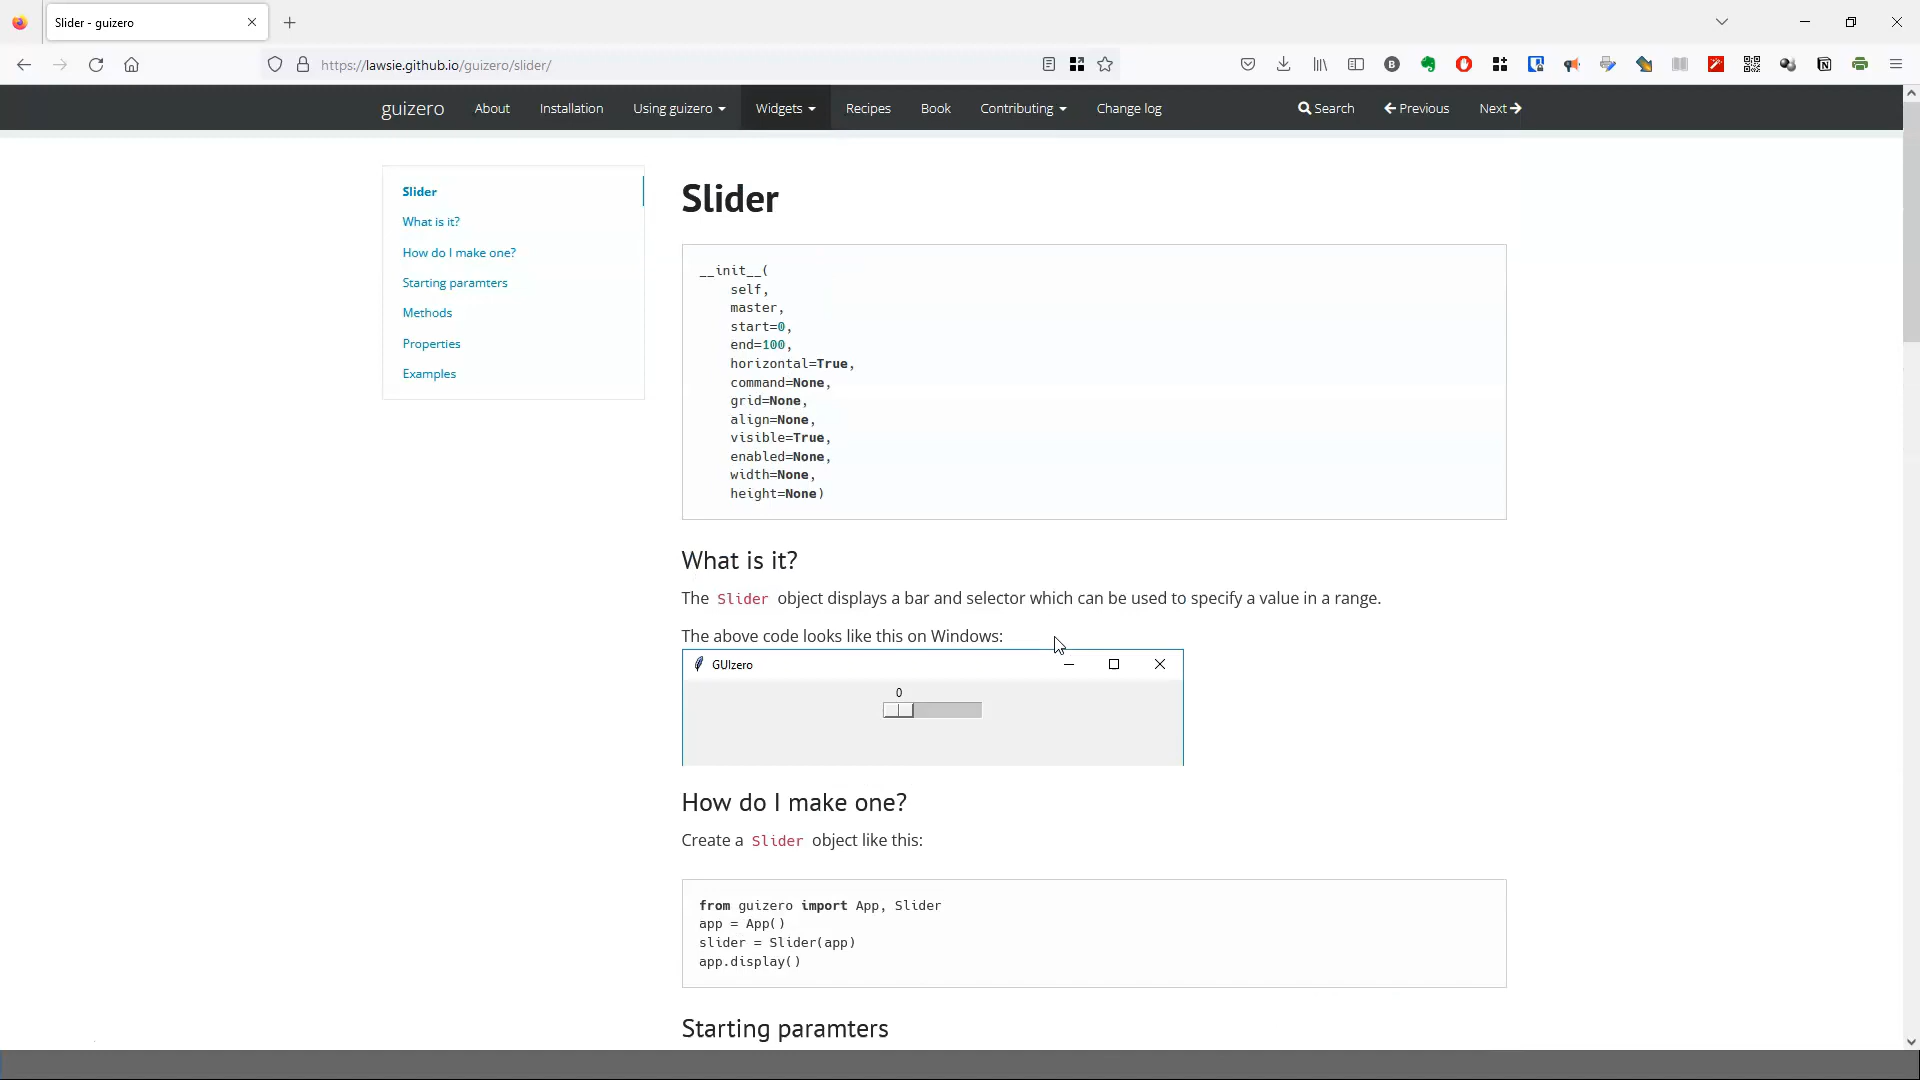 Slider - guizero
https://lawsie.github.io/guizero/slider/
guizero About Installation Using guizero Widgets Recipes Book Contributing Change log Search Previous Next
Slider
What is it?
How do I make one?
Starting paramters
Methods
Properties
Examples
Slider
__init__(
self,
master,
start=0,
end=100,
horizontal=True,
command=None,
grid=None,
align=None,
visible=True,
enabled=None,
width=None,
height=None)
What is it?
The Slider object displays a bar and selector which can be used to specify a value in a range.
The above code looks like this on Windows:
GUIzero
0
How do I make one?
Create a Slider object like this:
from guizero import App, Slider
app = App()
slider = Slider(app)
app.display()
Starting paramters